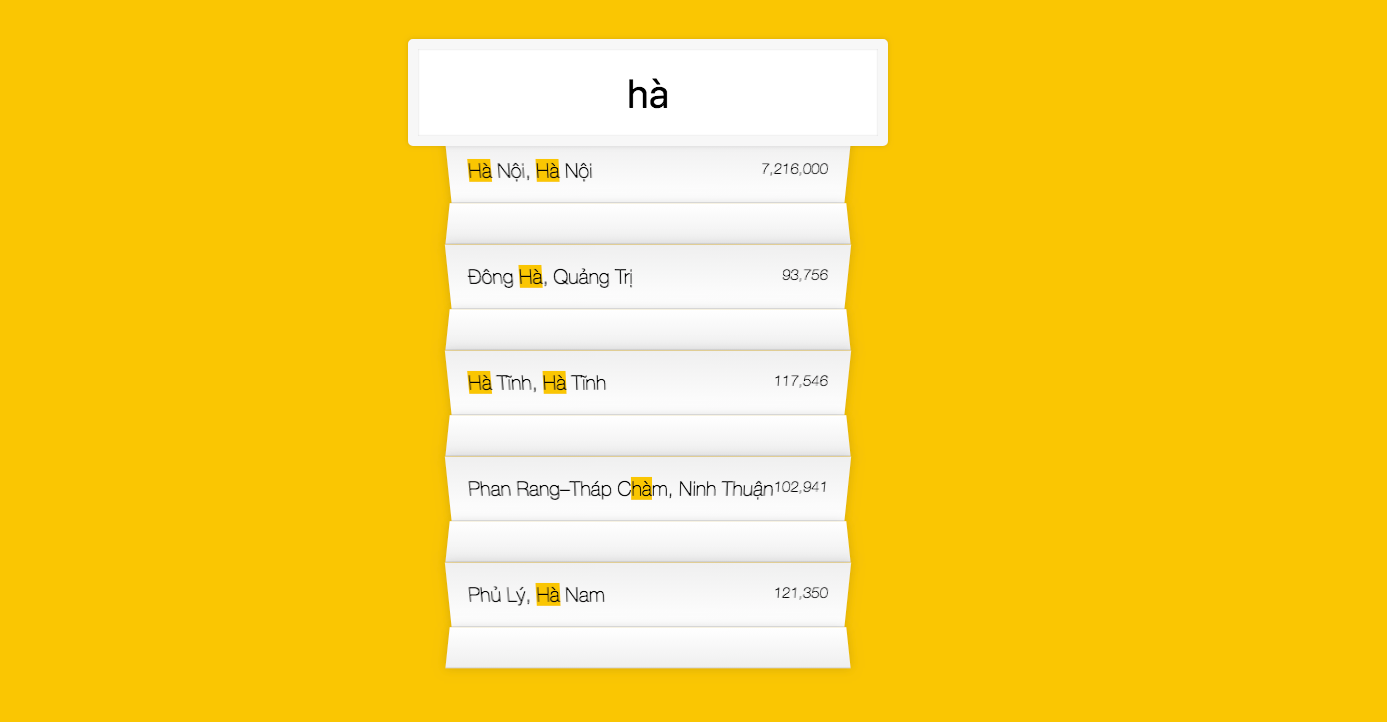 hà
Hà Nội, Hà Nội 7,216,000
Đông Hà, Quảng Trị 93,756
Hà Tĩnh, Hà Tĩnh 117,546
Phan Rang–Tháp Chàm, Ninh Thuận 102,941
Phủ Lý, Hà Nam 121,350